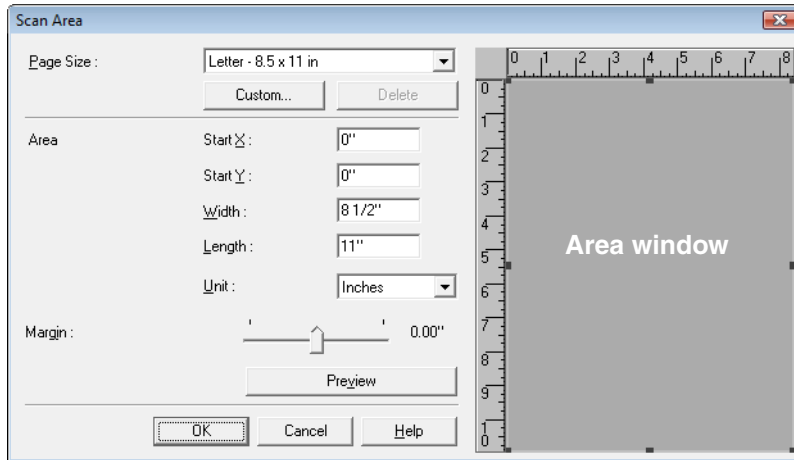 Scan Area
Page Size :
Letter - 8.5 x 11 in
Custom...
Delete
Area
Start X :
0"
Start Y :
0"
Width :
8 1/2"
Length :
11"
Unit :
Inches
Margin :
0.00"
Preview
OK
Cancel
Help
0 1 2 3 4 5 6 7 8
0
1
2
3
4
5
6
7
8
9
10
Area window